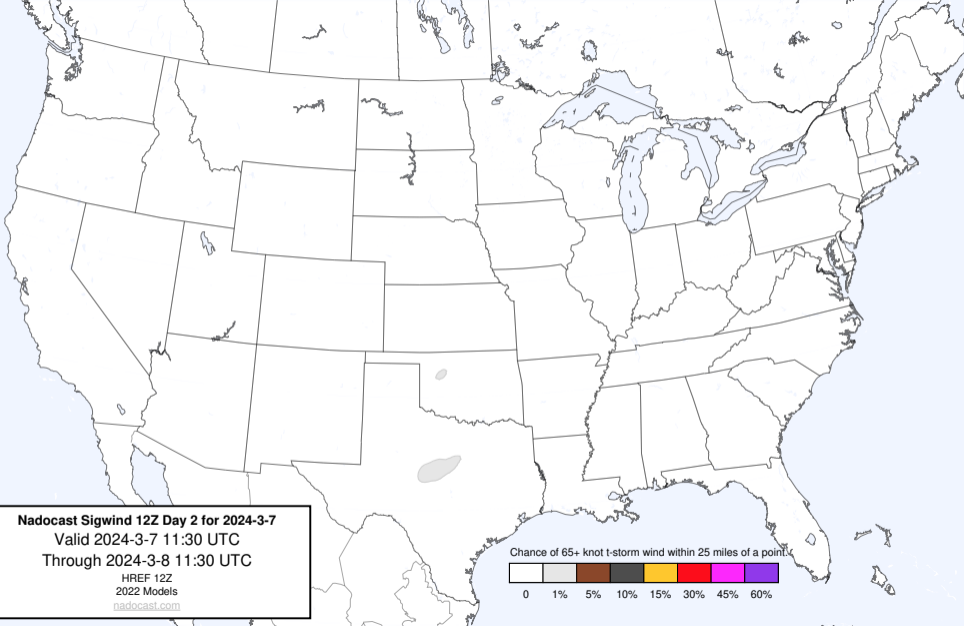 Nadocast Sigwind 12Z Day 2 for 2024-3-7
Valid 2024-3-7 11:30 UTC
Through 2024-3-8 11:30 UTC
HREF 12Z
2022 Models
nadocast.com
Chance of 65+ knot t-storm wind within 25 miles of a point.
0 1% 5% 10% 15% 30% 45% 60%